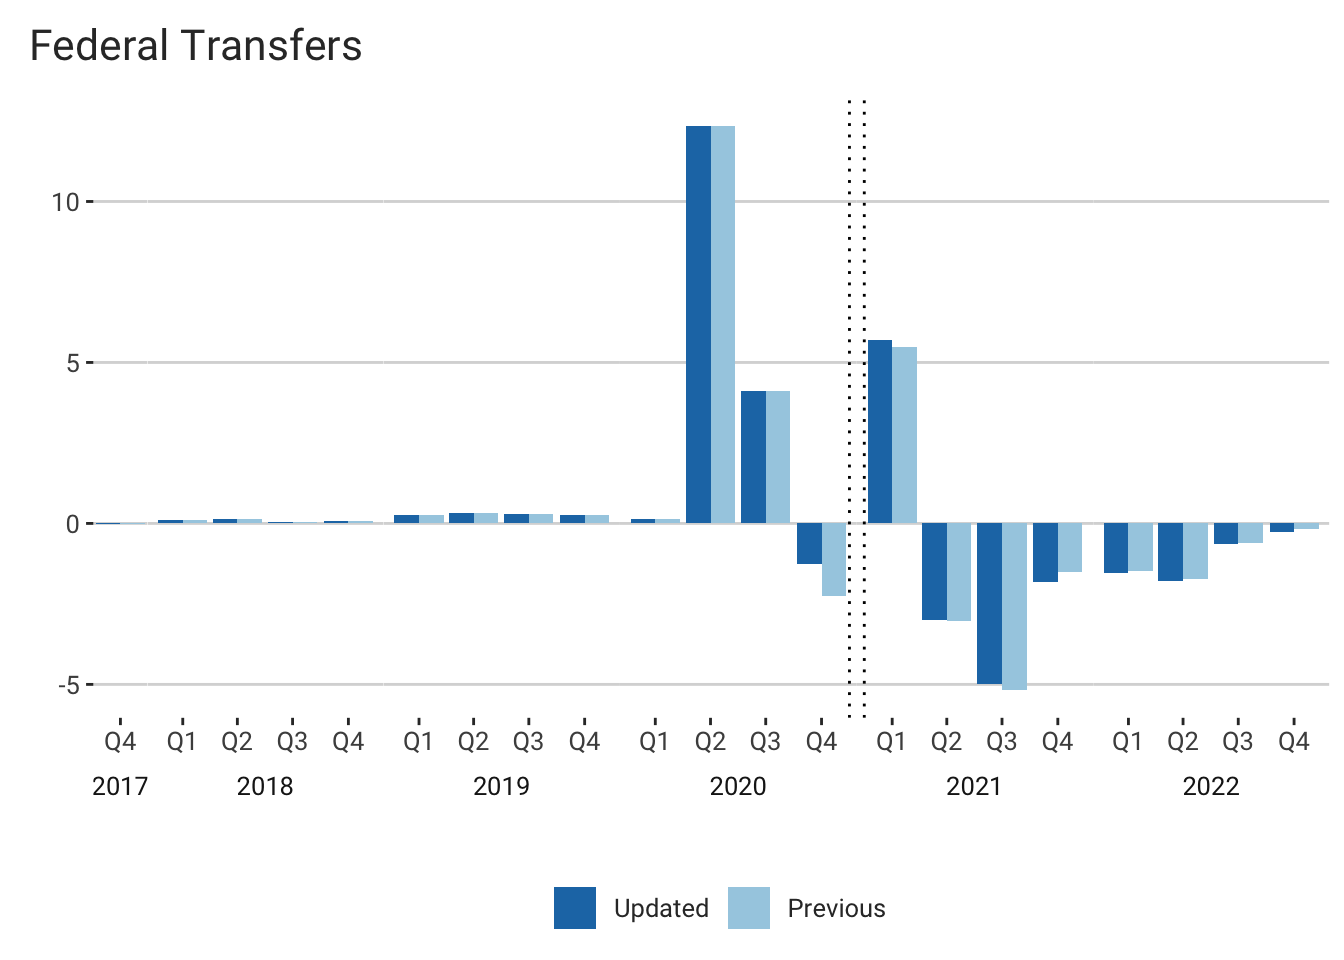 Federal Transfers
10
5
0
-5
Q4 Q1 Q2 Q3 Q4 Q1 Q2 Q3 Q4 Q1 Q2 Q3 Q4 Q1 Q2 Q3 Q4 Q1 Q2 Q3 Q4
2017 2018 2019 2020 2021 2022
Updated Previous